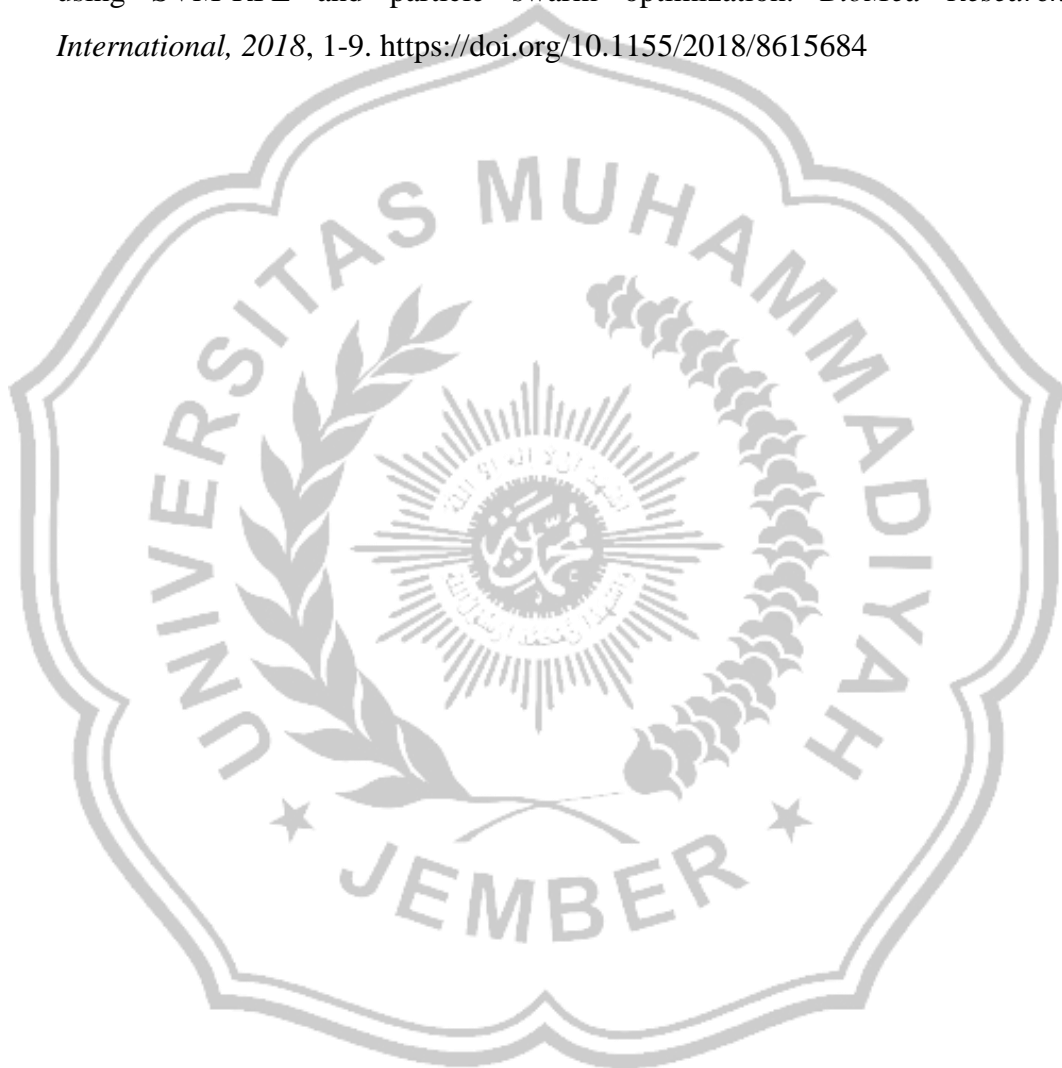 using SVM-RFE and particle swarm optimization. BioMed Research
International, 2018, 1-9. https://doi.org/10.1155/2018/8615684
UNIVERSITAS MUHAMMADIYAH
JEMBER